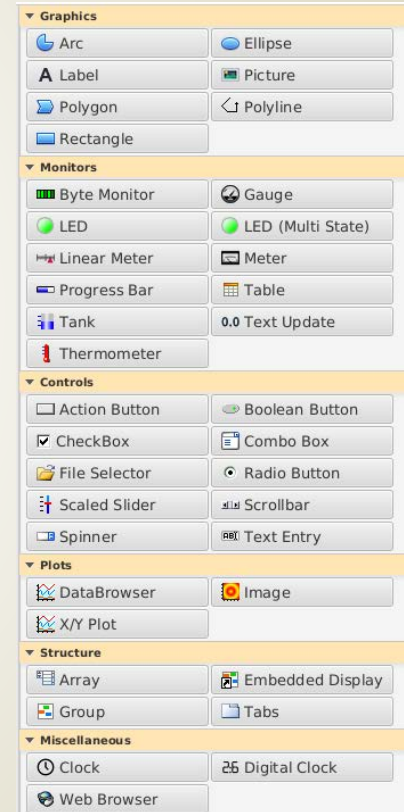 Graphics
Arc Ellipse
A Label Picture
Polygon Polyline
Rectangle
Monitors
Byte Monitor Gauge
LED LED (Multi State)
Linear Meter Meter
Progress Bar Table
Tank 0.0 Text Update
Thermometer
Controls
Action Button Boolean Button
CheckBox Combo Box
File Selector Radio Button
Scaled Slider Scrollbar
Spinner ABI Text Entry
Plots
DataBrowser Image
X/Y Plot
Structure
Array Embedded Display
Group Tabs
Miscellaneous
Clock 26 Digital Clock
Web Browser